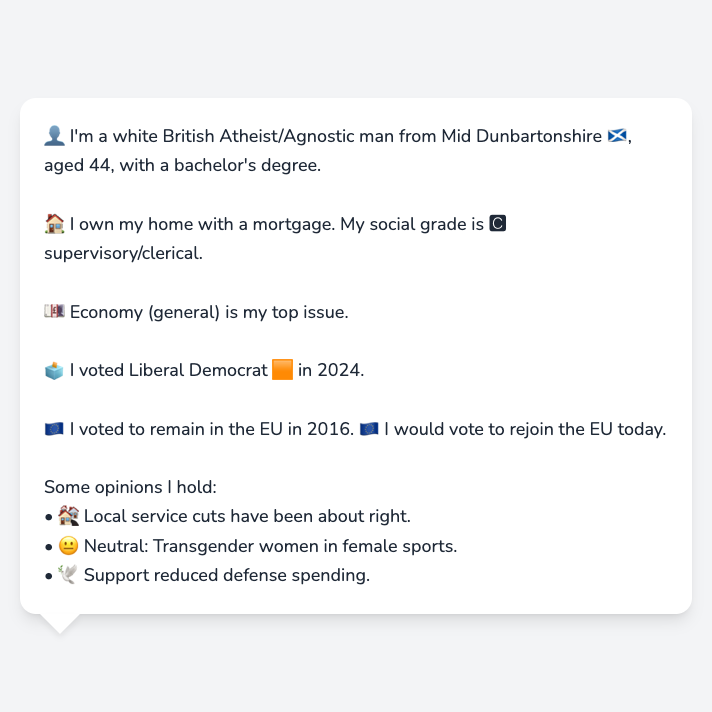 👤 I'm a white British Atheist/Agnostic man from Mid Dunbartonshire 🏴󠁧󠁢󠁳󠁣󠁴󠁿,
aged 44, with a bachelor's degree.
🏠 I own my home with a mortgage. My social grade is 🅲
supervisory/clerical.
💷 Economy (general) is my top issue.
🗳️ I voted Liberal Democrat 🟧 in 2024.
🇪🇺 I voted to remain in the EU in 2016. 🇪🇺 I would vote to rejoin the EU today.
Some opinions I hold:
• 🏘️ Local service cuts have been about right.
• 😐 Neutral: Transgender women in female sports.
• 🕊️ Support reduced defense spending.